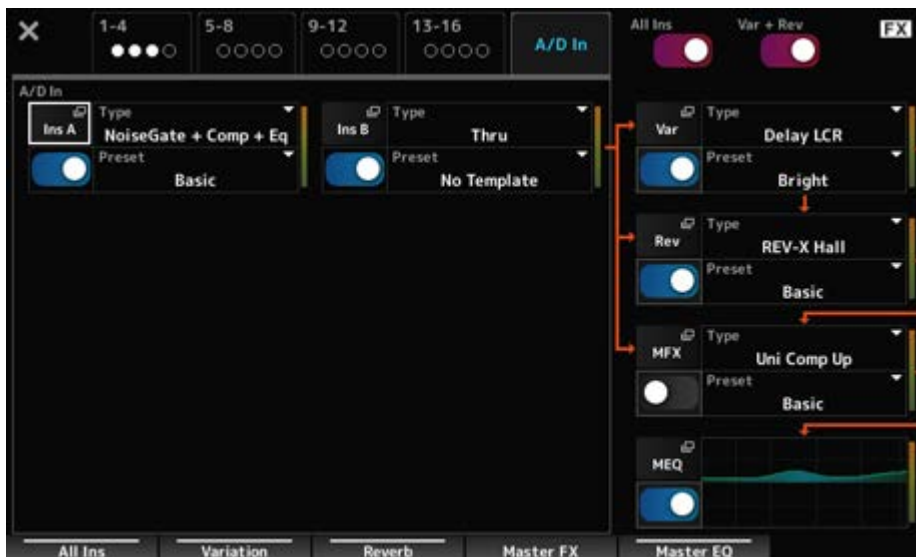 ✕ 1-4 5-8 9-12 13-16 A/D In All Ins Var + Rev FX
A/D In
Ins A Type NoiseGate + Comp + Eq
Preset Basic
Ins B Type Thru
Preset No Template
Var Type Delay LCR
Preset Bright
Rev Type REV-X Hall
Preset Basic
MFX Type Uni Comp Up
Preset Basic
MEQ
All Ins Variation Reverb Master FX Master EQ